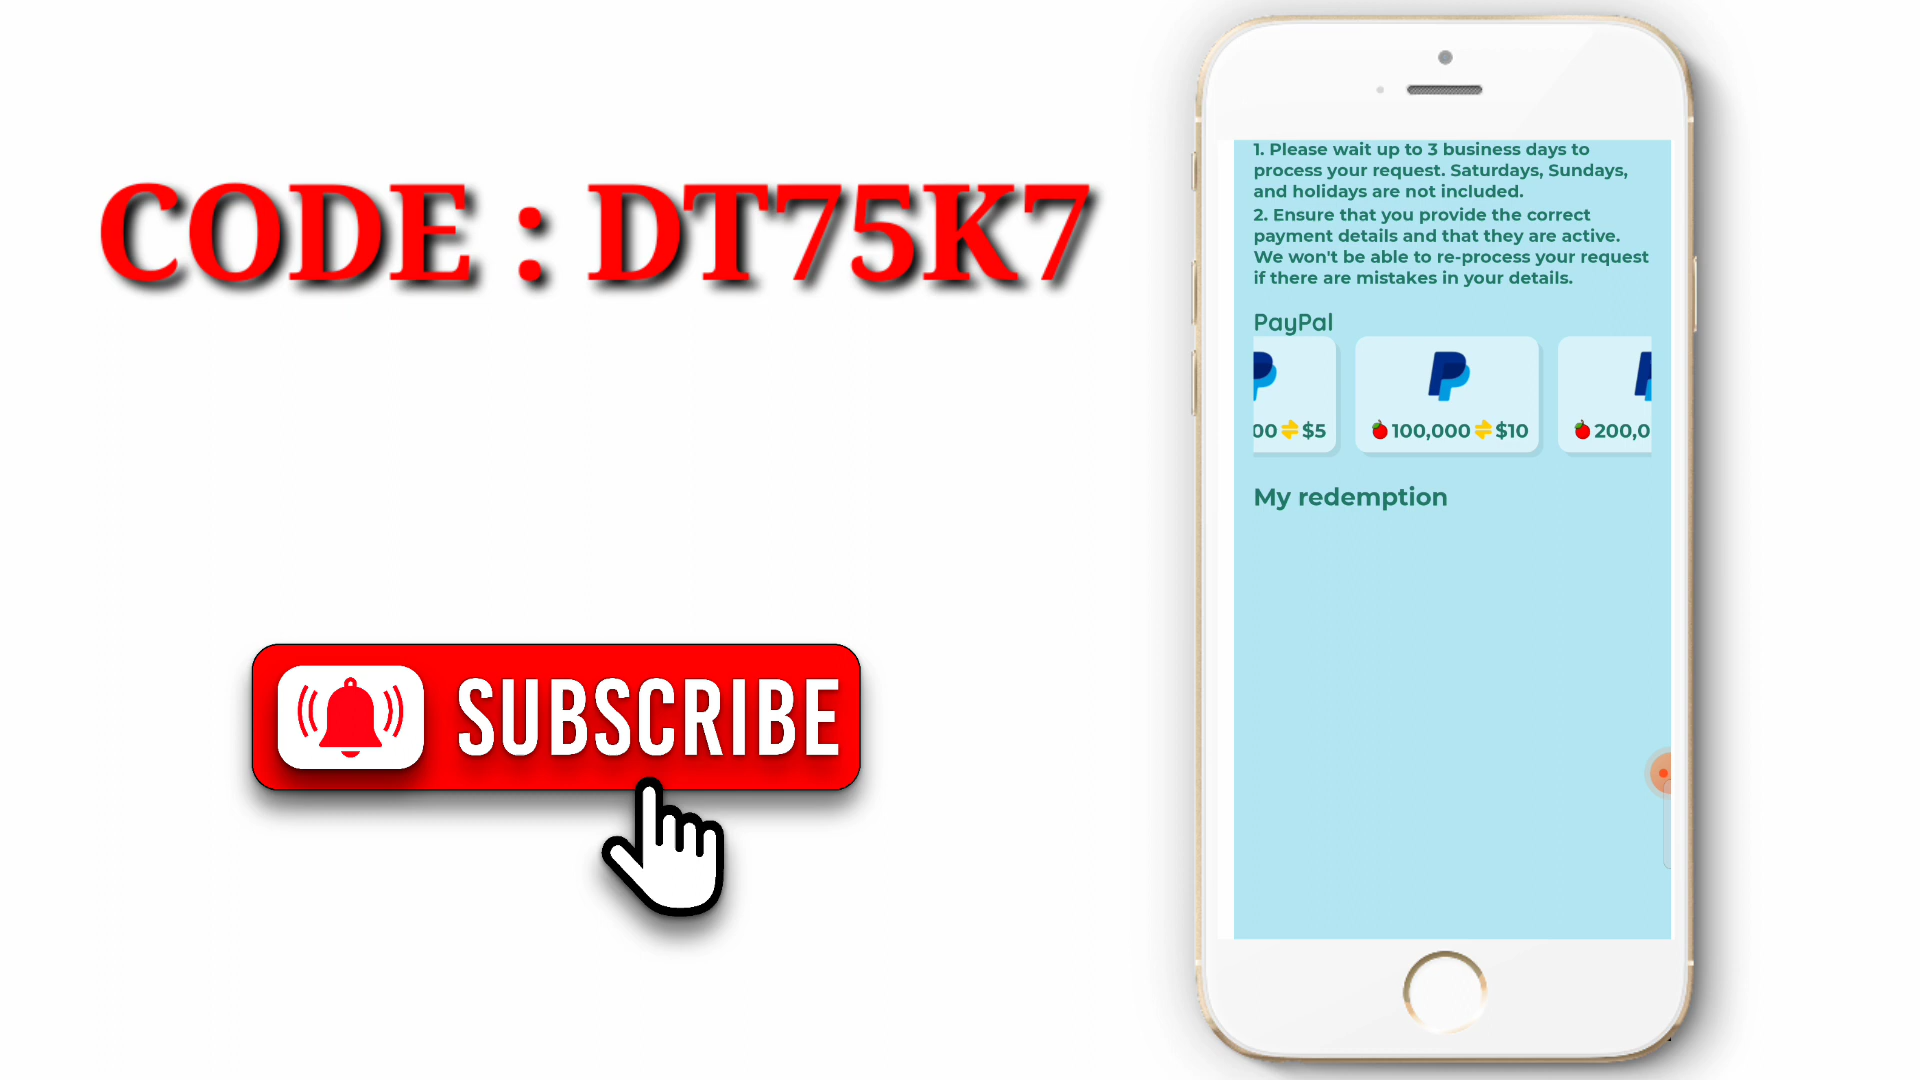 CODE : DT75K7
SUBSCRIBE
1. Please wait up to 3 business days to
process your request. Saturdays, Sundays,
and holidays are not included.
2. Ensure that you provide the correct
payment details and that they are active.
We won't be able to re-process your request
if there are mistakes in your details.
PayPal
00 $5
100,000 $10
200,0
My redemption